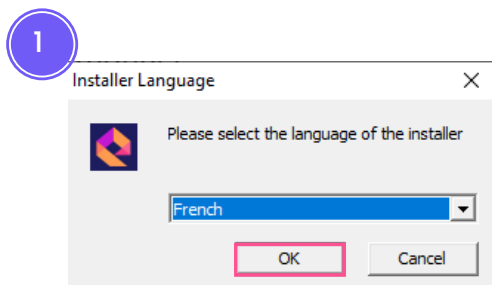 1
Installer Language
Please select the language of the installer
French
OK
Cancel